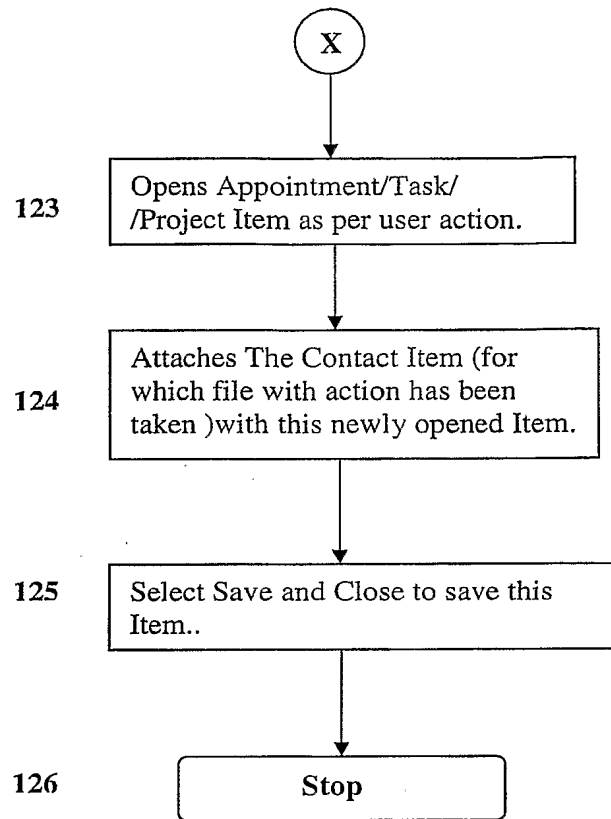 X
123
Opens Appointment/Task/
/Project Item as per user action.
124
Attaches The Contact Item (for
which file with action has been
taken )with this newly opened Item.
125
Select Save and Close to save this
Item..
126
Stop